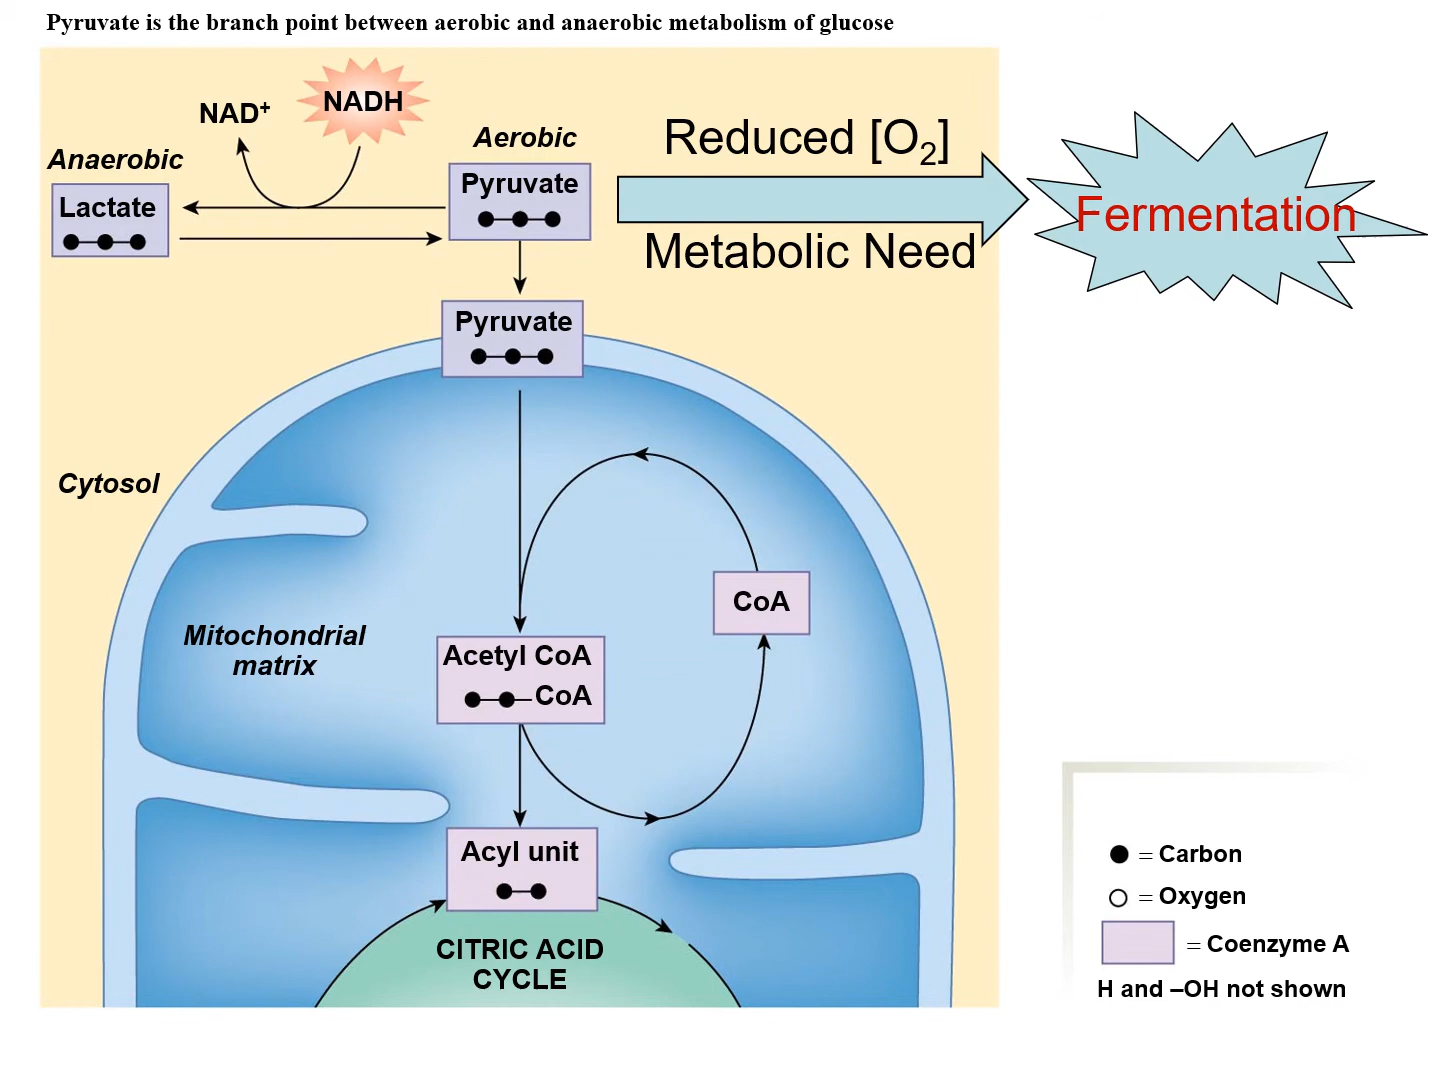 Pyruvate is the branch point between aerobic and anaerobic metabolism of glucose
NAD+
NADH
Anaerobic
Aerobic
Lactate
Pyruvate
Reduced [O2]
Metabolic Need
Fermentation
Pyruvate
Cytosol
Mitochondrial
matrix
CoA
Acetyl CoA
CoA
Acyl unit
CITRIC ACID
CYCLE
= Carbon
= Oxygen
= Coenzyme A
H and –OH not shown